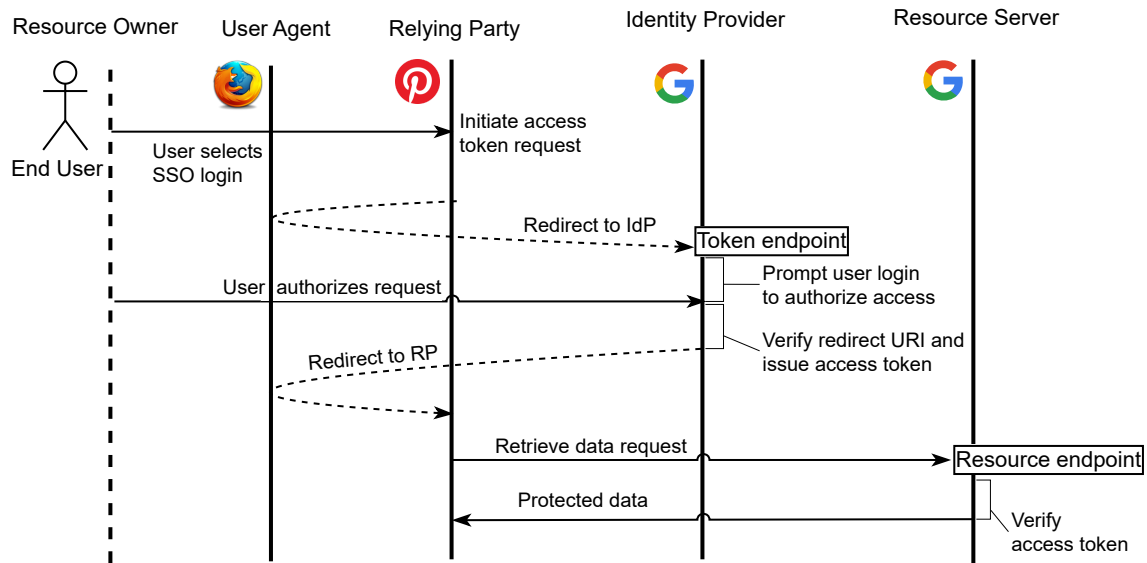 Resource Owner
User Agent
Relying Party
Identity Provider
Resource Server
End User
User selects
SSO login
Initiate access
token request
Redirect to IdP
Token endpoint
Prompt user login
to authorize access
User authorizes request
Verify redirect URI and
issue access token
Redirect to RP
Retrieve data request
Resource endpoint
Protected data
Verify
access token